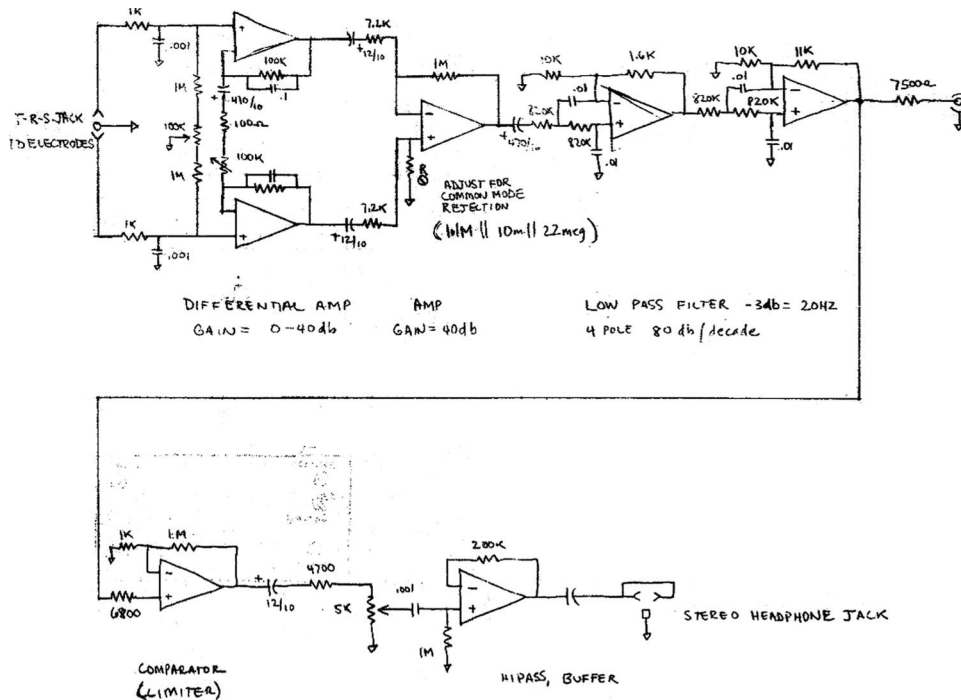 1K
.001
1M
100K
1M
T-R-S JACK
TO ELECTRODES
1K
.001
+
-
100K
.1
470/10
100Ω
100K
-
+
+
12/10
7.2K
7.2K
+
12/10
1M
-
+
ADJUST FOR
COMMON MODE
REJECTION
+
470/10
10K
1.6K
.01
820K
820K
.01
-
+
10K
11K
.01
820K
820K
.01
-
+
7500Ω
DIFFERENTIAL AMP
GAIN = 0-40db
AMP
GAIN = 40db
LOW PASS FILTER -3db = 20HZ
4 POLE 80 db/decade
1K
1M
-
+
6800
+
12/10
4700
5K
.001
1M
200K
-
+
STEREO HEADPHONE JACK
COMPARATOR
(LIMITER)
HIPASS, BUFFER